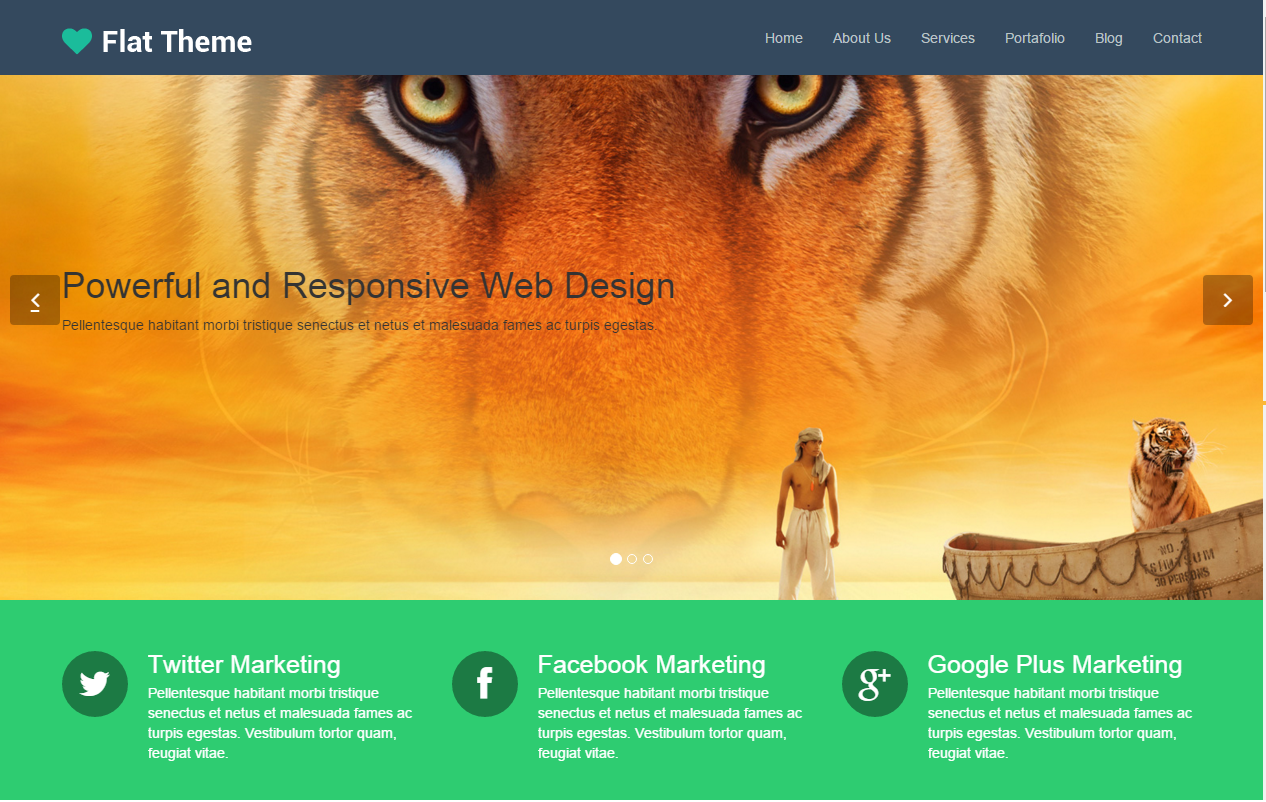 Flat Theme
Home About Us Services Portafolio Blog Contact
Powerful and Responsive Web Design
Pellentesque habitant morbi tristique senectus et netus et malesuada fames ac turpis egestas.
NO
30 PERSONS
Twitter Marketing
Pellentesque habitant morbi tristique
senectus et netus et malesuada fames ac
turpis egestas. Vestibulum tortor quam,
feugiat vitae.
Facebook Marketing
Pellentesque habitant morbi tristique
senectus et netus et malesuada fames ac
turpis egestas. Vestibulum tortor quam,
feugiat vitae.
Google Plus Marketing
Pellentesque habitant morbi tristique
senectus et netus et malesuada fames ac
turpis egestas. Vestibulum tortor quam,
feugiat vitae.